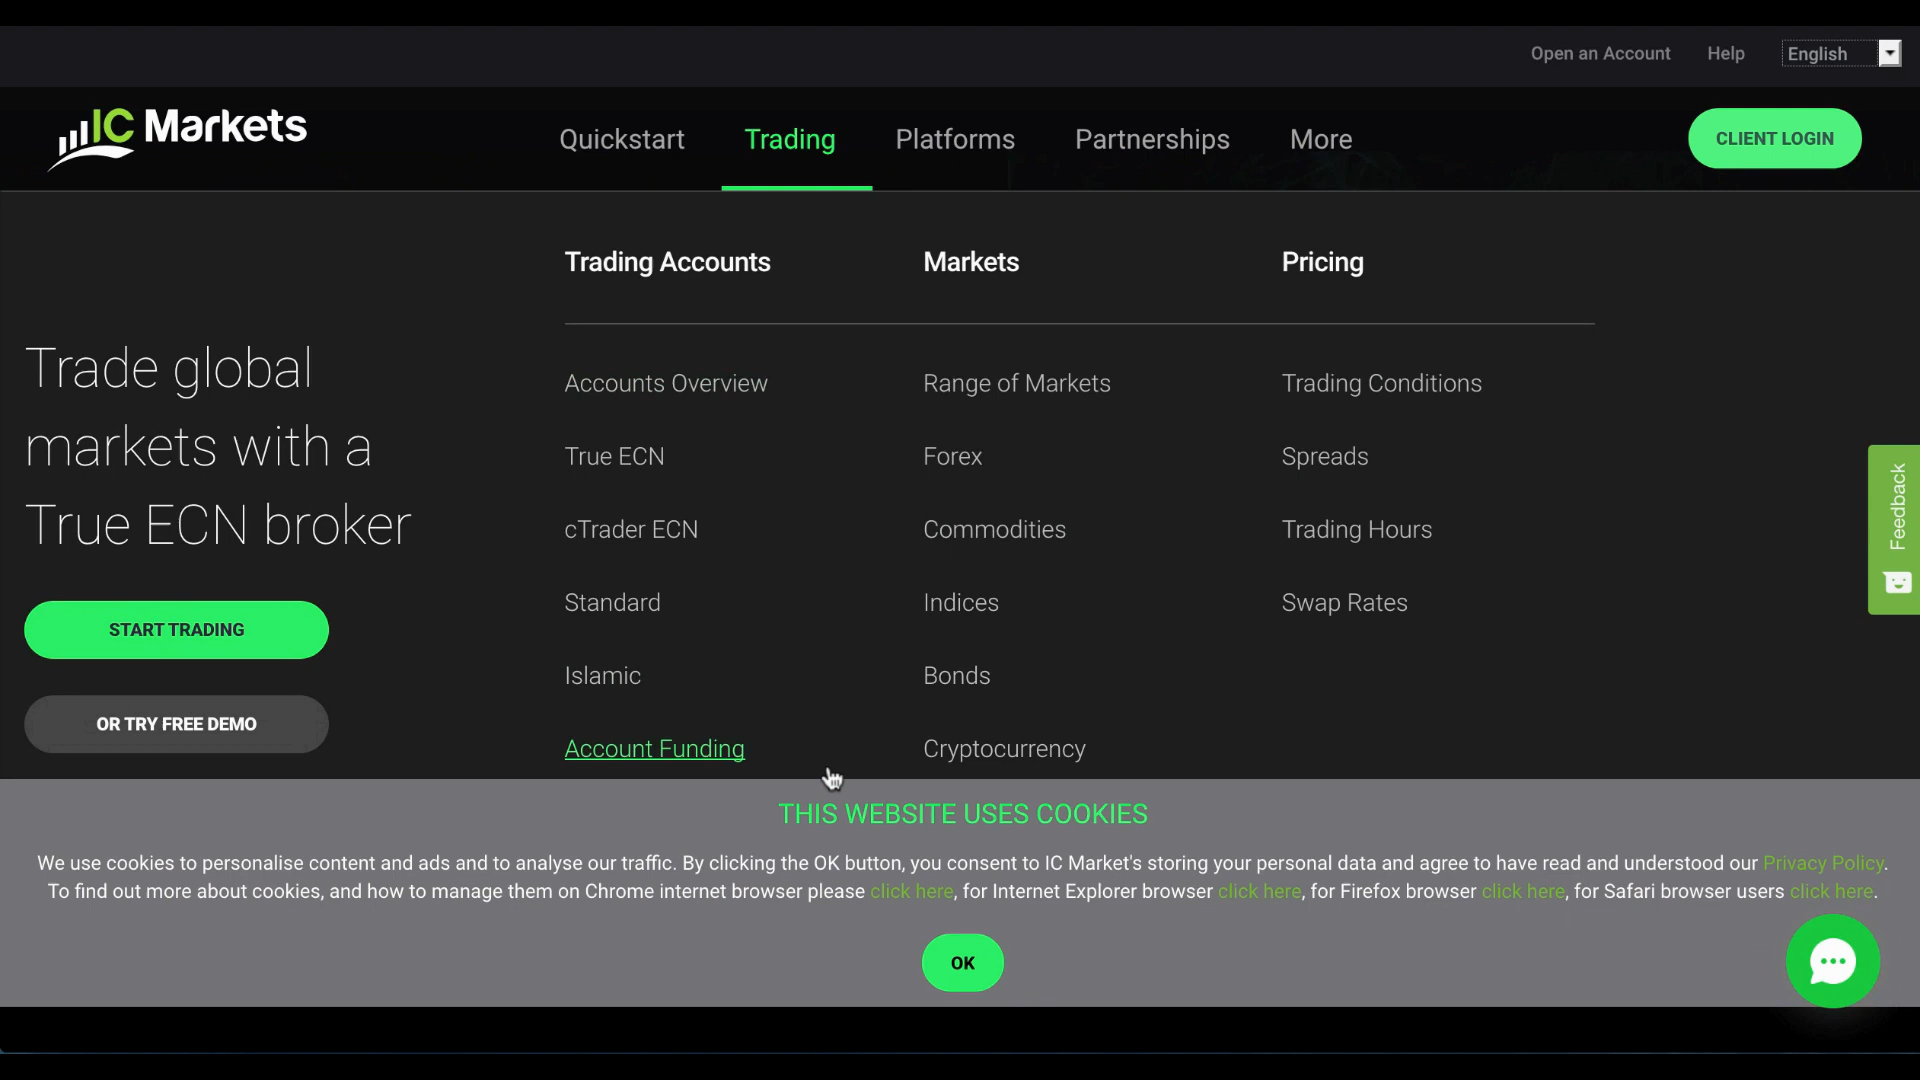 Open an Account
Help
English
IC Markets
Quickstart
Trading
Platforms
Partnerships
More
CLIENT LOGIN
Trade global
markets with a
True ECN broker
START TRADING
OR TRY FREE DEMO
Trading Accounts
Accounts Overview
True ECN
cTrader ECN
Standard
Islamic
Account Funding
Markets
Range of Markets
Forex
Commodities
Indices
Bonds
Cryptocurrency
Pricing
Trading Conditions
Spreads
Trading Hours
Swap Rates
Feedback
THIS WEBSITE USES COOKIES
We use cookies to personalise content and ads and to analyse our traffic. By clicking the OK button, you consent to IC Market's storing your personal data and agree to have read and understood our Privacy Policy.
To find out more about cookies, and how to manage them on Chrome internet browser please click here, for Internet Explorer browser click here, for Firefox browser click here, for Safari browser users click here.
OK